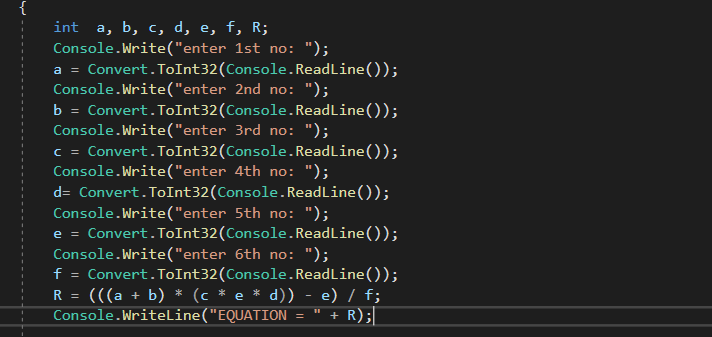 {
int  a, b, c, d, e, f, R;
Console.Write("enter 1st no: ");
a = Convert.ToInt32(Console.ReadLine());
Console.Write("enter 2nd no: ");
b = Convert.ToInt32(Console.ReadLine());
Console.Write("enter 3rd no: ");
c = Convert.ToInt32(Console.ReadLine());
Console.Write("enter 4th no: ");
d= Convert.ToInt32(Console.ReadLine());
Console.Write("enter 5th no: ");
e = Convert.ToInt32(Console.ReadLine());
Console.Write("enter 6th no: ");
f = Convert.ToInt32(Console.ReadLine());
R = (((a + b) * (c * e * d)) - e) / f;
Console.WriteLine("EQUATION = " + R);